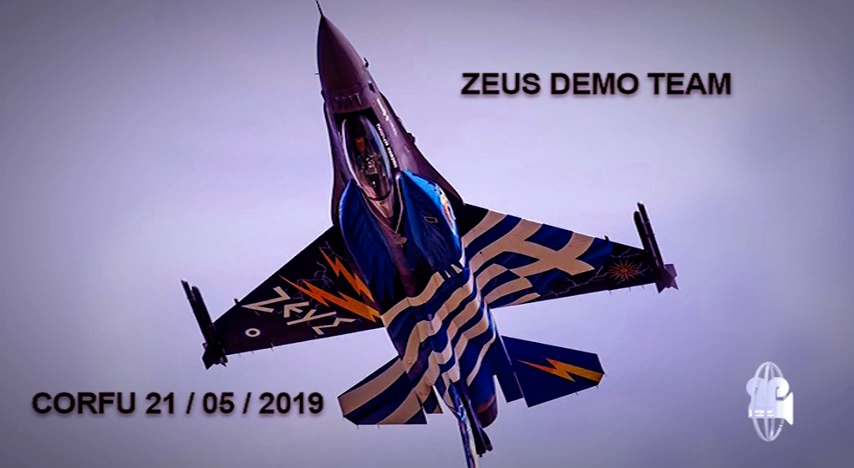 ZEUS DEMO TEAM
ΖΕΥΣ
CORFU 21 / 05 / 2019